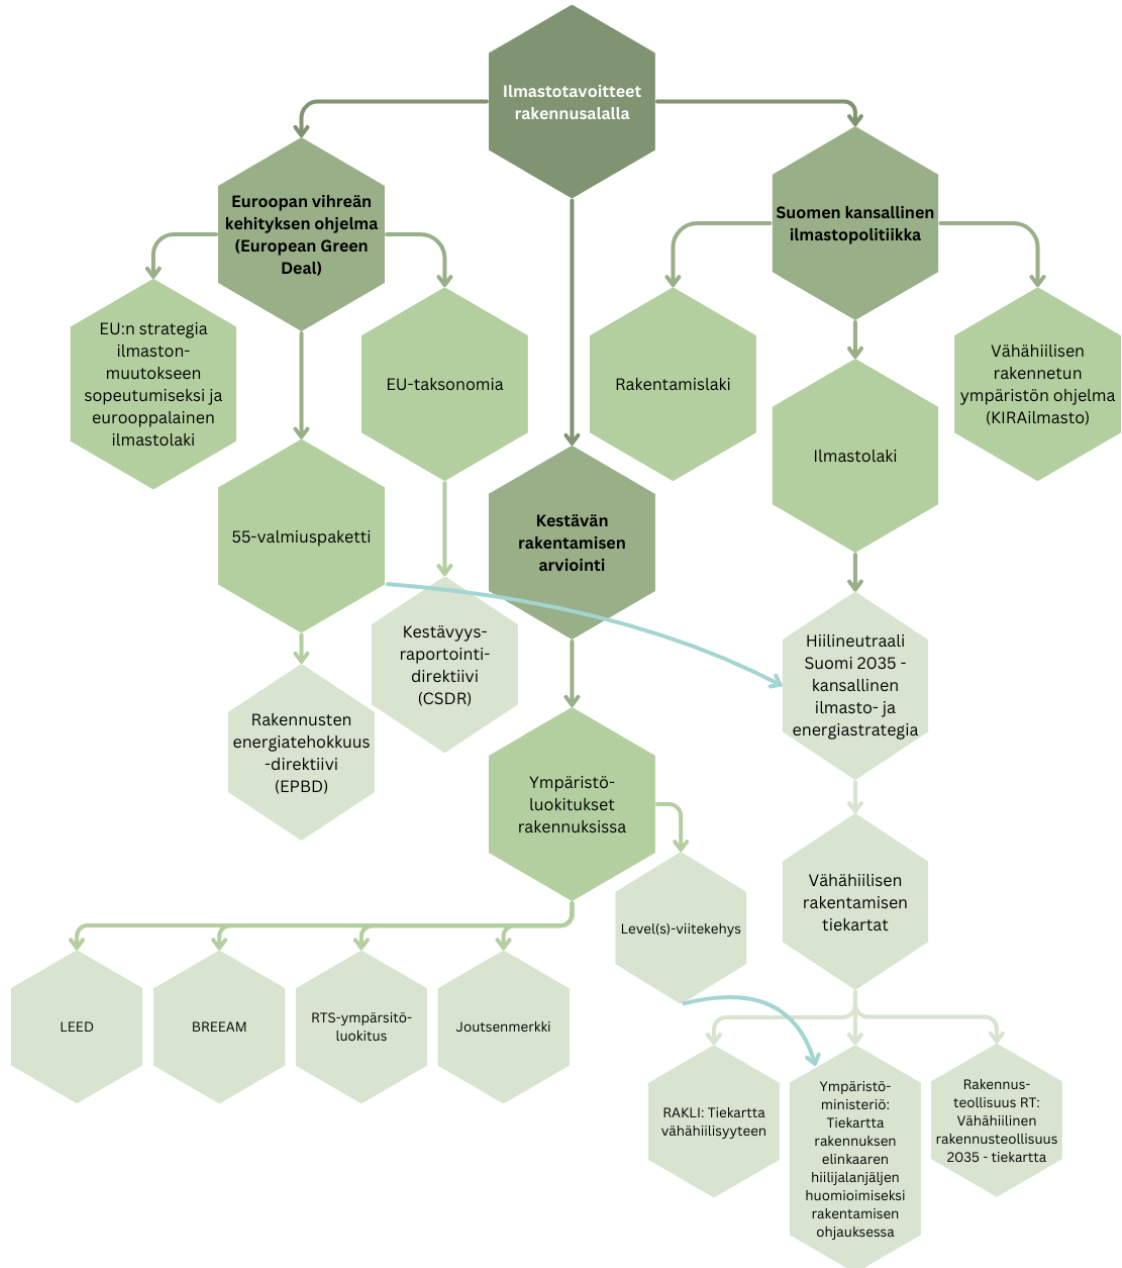 Ilmastotavoitteet
rakennusalalla
Euroopan vihreän
kehityksen ohjelma
(European Green
Deal)
Suomen kansallinen
ilmastopolitiikka
EU:n strategia
ilmaston-
muutokseen
sopeutumiseksi ja
eurooppalainen
ilmastolaki
EU-taksonomia
Rakentamislaki
Vähähiilisen
rakennetun
ympäristön ohjelma
(KIRAilmasto)
Ilmastolaki
55-valmiuspaketti
Kestävän
rakentamisen
arviointi
Kestävyys-
raportointi-
direktiivi
(CSDR)
Hiilineutraali
Suomi 2035 -
kansallinen
ilmasto- ja
energiastrategia
Rakennusten
energiatehokkuus
-direktiivi
(EPBD)
Ympäristö-
luokitukset
rakennuksissa
Vähähiilisen
rakentamisen
tiekartat
Level(s)-viitekehys
LEED
BREEAM
RTS-ympärsitö-
luokitus
Joutsenmerkki
RAKLI: Tiekartta
vähähiilisyyteen
Ympäristö-
ministeriö:
Tiekartta
rakennuksen
elinkaaren
hiilijalanjäljen
huomioimiseksi
rakentamisen
ohjauksessa
Rakennus-
teollisuus RT:
Vähähiilinen
rakennusteollisuus
2035 - tiekartta